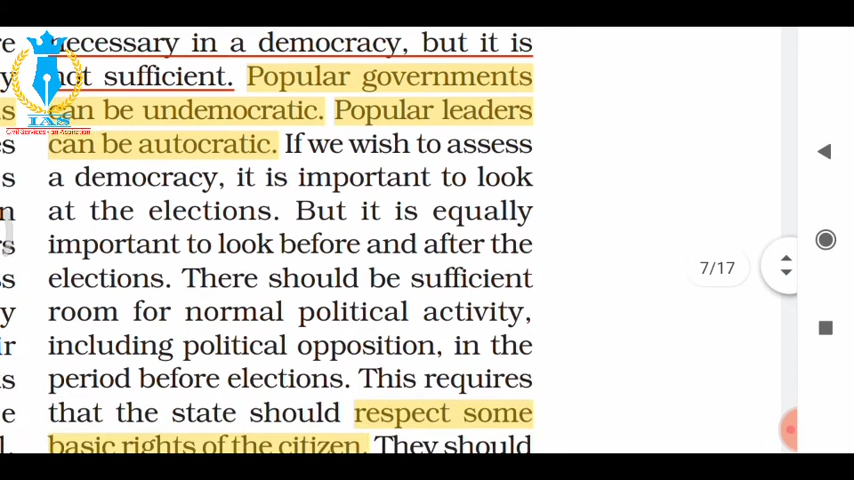 necessary in a democracy, but it is
not sufficient. Popular governments
can be undemocratic. Popular leaders
can be autocratic. If we wish to assess
a democracy, it is important to look
at the elections. But it is equally
important to look before and after the
elections. There should be sufficient
room for normal political activity,
including political opposition, in the
period before elections. This requires
that the state should respect some
basic rights of the citizen. They should
IAS
Civil Services - an Aspiration
7/17